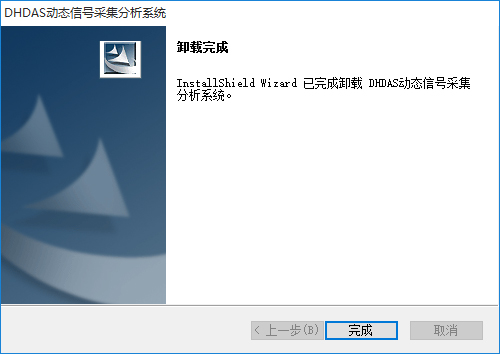 DHDAS动态信号采集分析系统
卸载完成
InstallShield Wizard 已完成卸载 DHDAS动态信号采集
分析系统。
< 上一步(B)
完成
取消